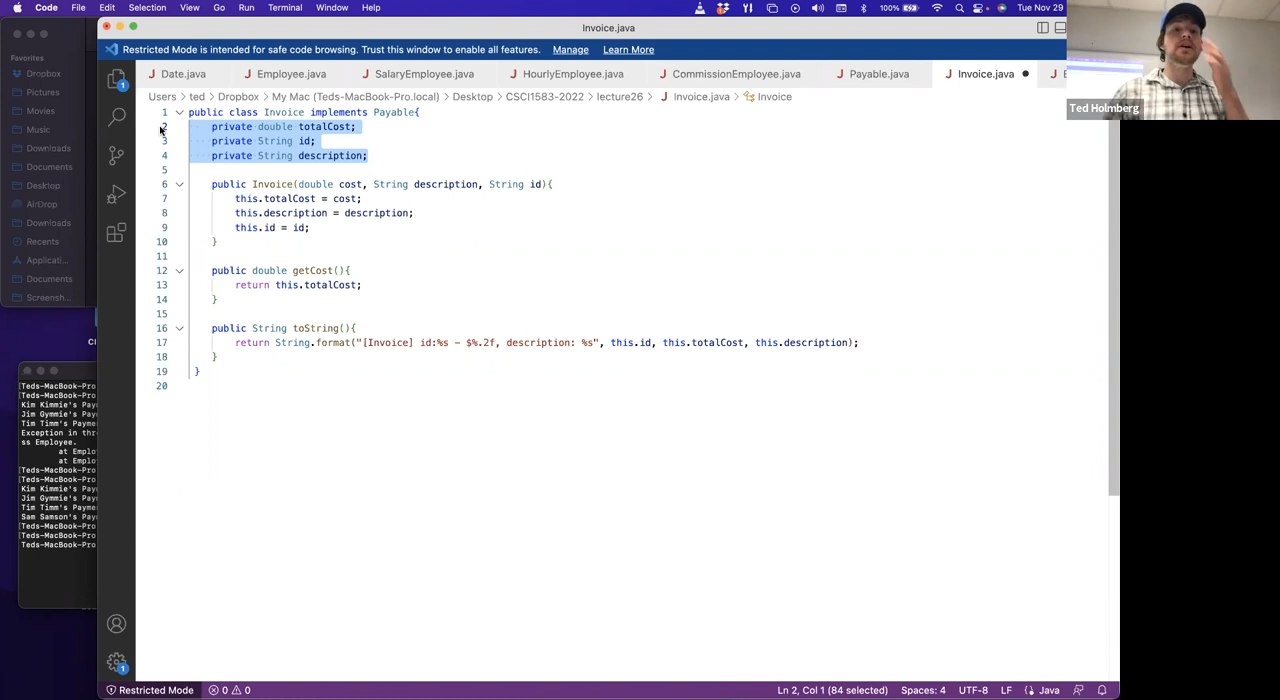 Code File Edit Selection View Go Run Terminal Window Help 100% Tue Nov 29
Invoice.java
Restricted Mode is intended for safe code browsing. Trust this window to enable all features. Manage Learn More
Ted Holmberg
Favorites
Dropbox
Pictures
Movies
Music
Downloads
Documents
Desktop
AirDrop
Downloads
Recents
Applicati...
Documents
Screensh...
Date.java Employee.java SalaryEmployee.java HourlyEmployee.java CommissionEmployee.java Payable.java Invoice.java
Users > ted > Dropbox > My Mac (Teds-MacBook-Pro.local) > Desktop > CSCI1583-2022 > lecture26 > Invoice.java > Invoice
1 public class Invoice implements Payable{
2 private double totalCost;
3 private String id;
4 private String description;
5
6 public Invoice(double cost, String description, String id){
7 this.totalCost = cost;
8 this.description = description;
9 this.id = id;
10 }
11
12 public double getCost(){
13 return this.totalCost;
14 }
15
16 public String toString(){
17 return String.format("[Invoice] id:%s - $%.2f, description: %s", this.id, this.totalCost, this.description);
18 }
19 }
20
Teds-MacBook-Pro
Teds-MacBook-Pro
Kim Kimmie's Pay
Jim Gymmie's Pay
Tim Timm's Payme
Exception in thr
ss Employee.
at Emplo
at Emplo
Teds-MacBook-Pro
Teds-MacBook-Pro
Kim Kimmie's Pay
Jim Gymmie's Pay
Tim Timm's Payme
Sam Samson's Pay
Teds-MacBook-Pro
Teds-MacBook-Pro
Teds-MacBook-Pro
1
1
Restricted Mode 0 0 Ln 2, Col 1 (84 selected) Spaces: 4 UTF-8 LF Java